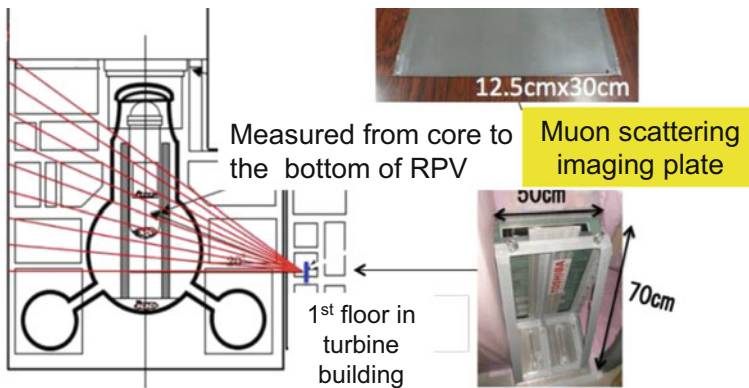 12.5cmx30cm
Measured from core to
the bottom of RPV
Muon scattering
imaging plate
50cm
70cm
20°
1st floor in
turbine
building